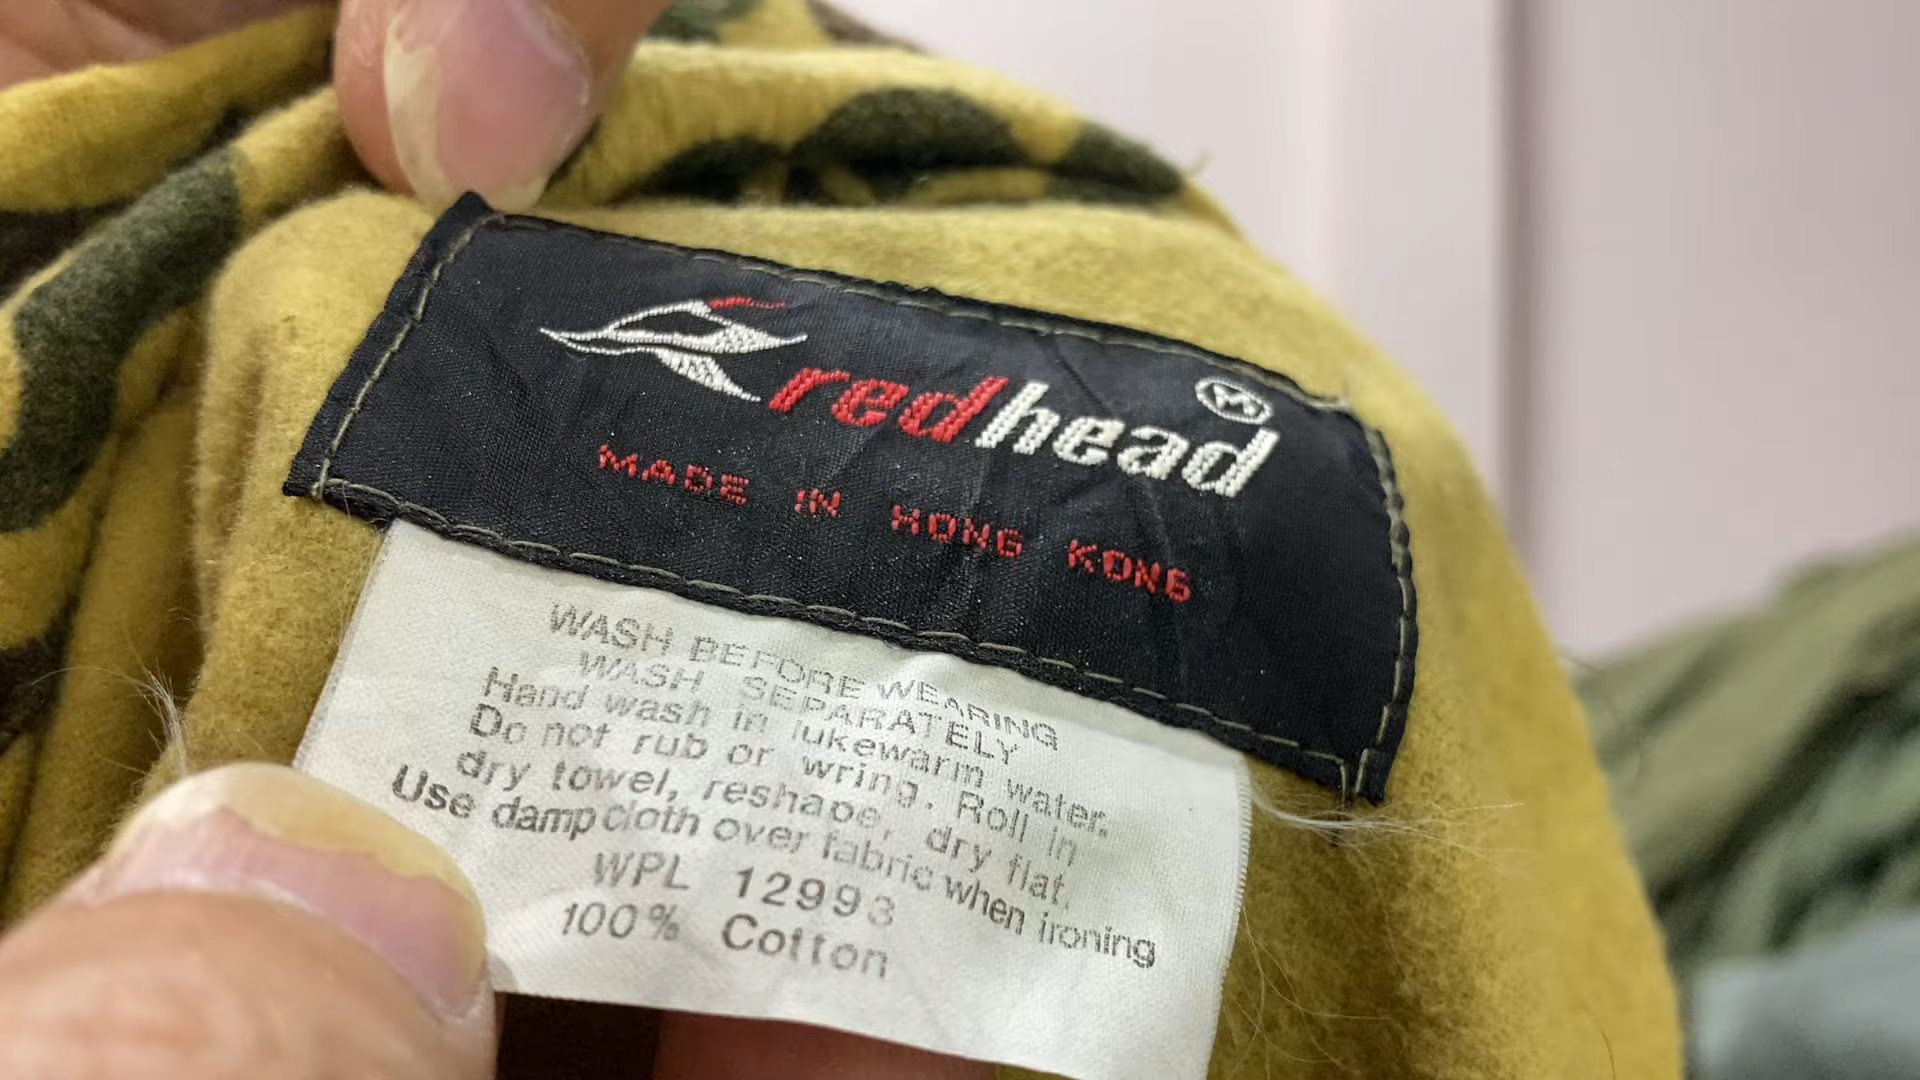 redhead M
MADE IN HONG KONG
WASH BEFORE WEARING
WASH SEPARATELY
Hand wash in lukewarm water.
Do not rub or wring. Roll in
dry towel, reshape, dry flat.
Use damp cloth over fabric when ironing
WPL 12993
100% Cotton